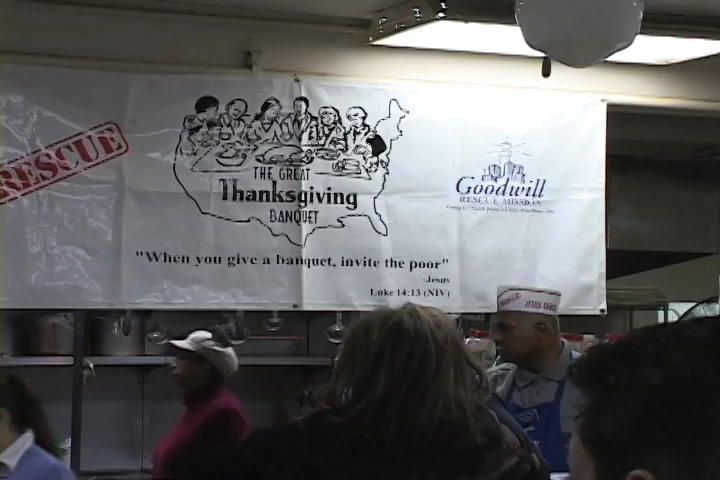 RESCUE
THE GREAT
Thanksgiving
BANQUET
Goodwill
RESCUE MISSION
"When you give a banquet, invite the poor"
-Jesus
Luke 14:13 (NIV)
JESUS